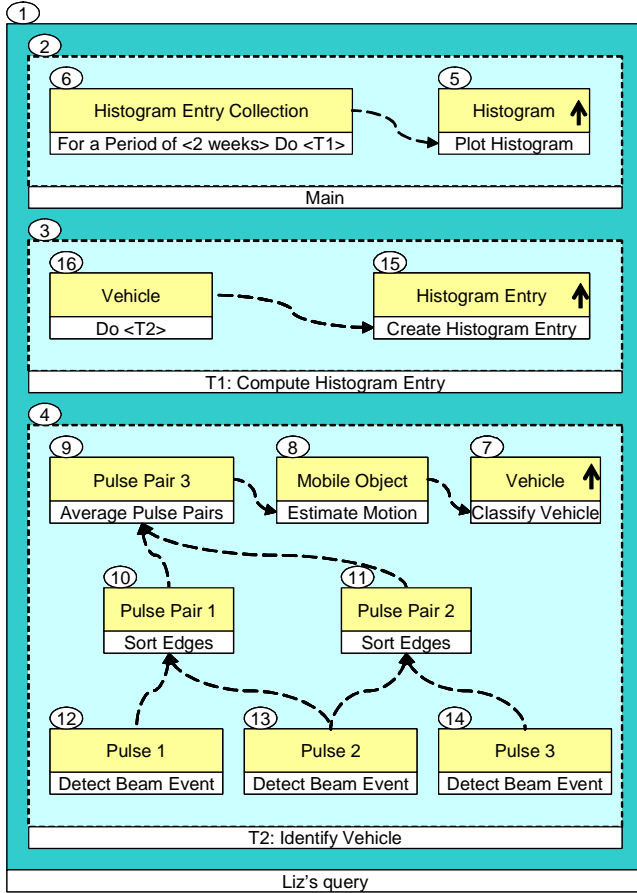 1
2
6
5
Histogram Entry Collection
Histogram
For a Period of <2 weeks> Do <T1>
Plot Histogram
Main
3
16
15
Vehicle
Histogram Entry
Do <T2>
Create Histogram Entry
T1: Compute Histogram Entry
4
9
8
7
Pulse Pair 3
Mobile Object
Vehicle
Average Pulse Pairs
Estimate Motion
Classify Vehicle
10
11
Pulse Pair 1
Pulse Pair 2
Sort Edges
Sort Edges
12
13
14
Pulse 1
Pulse 2
Pulse 3
Detect Beam Event
Detect Beam Event
Detect Beam Event
T2: Identify Vehicle
Liz's query